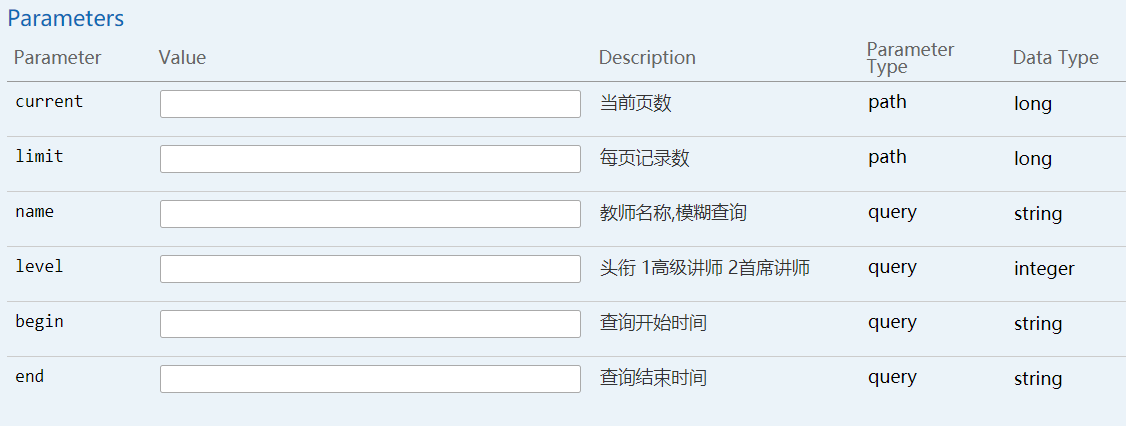 Parameters
Parameter Value Description Parameter Type Data Type
current 当前页数 path long
limit 每页记录数 path long
name 教师名称,模糊查询 query string
level 头衔 1高级讲师 2首席讲师 query integer
begin 查询开始时间 query string
end 查询结束时间 query string